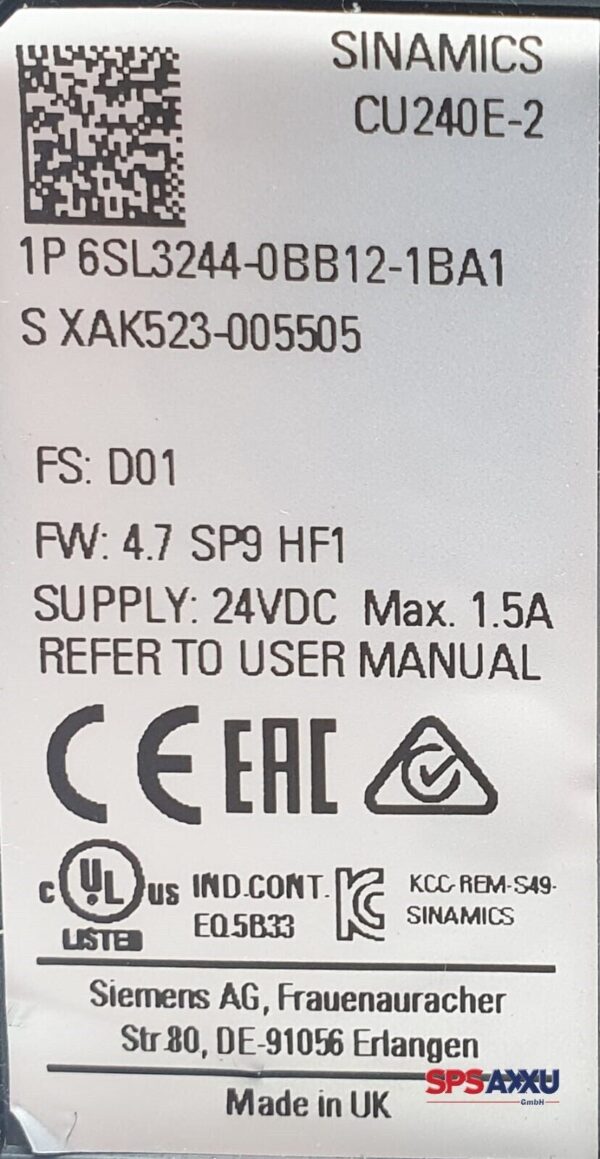 SINAMICS
CU240E-2
1P 6SL3244-0BB12-1BA1
S XAK523-005505
FS: D01
FW: 4.7 SP9 HF1
SUPPLY: 24VDC Max. 1.5A
REFER TO USER MANUAL
CE EAC
c UL us IND.CONT. KCC-REM-S49-
LISTED EQ.5B33 SINAMICS
Siemens AG, Frauenauracher
Str.80, DE-91056 Erlangen
SPSAXXU
GmbH
Made in UK